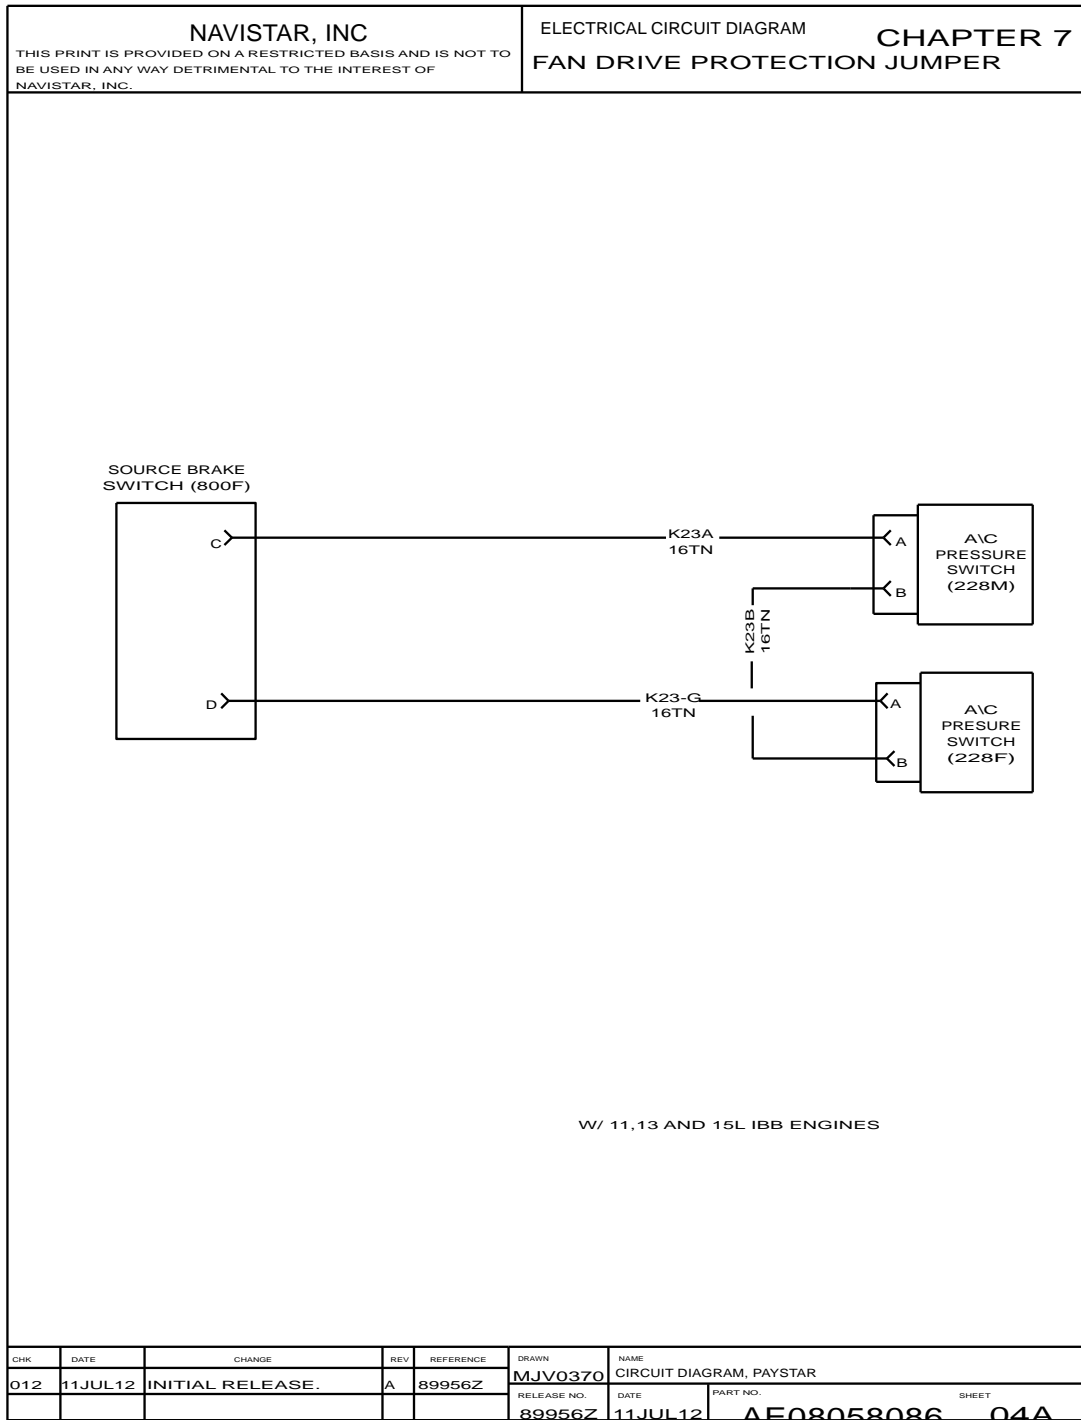 NAVISTAR, INC
THIS PRINT IS PROVIDED ON A RESTRICTED BASIS AND IS NOT TO
BE USED IN ANY WAY DETRIMENTAL TO THE INTEREST OF
NAVISTAR, INC.
ELECTRICAL CIRCUIT DIAGRAM
CHAPTER 7
FAN DRIVE PROTECTION JUMPER
SOURCE BRAKE
SWITCH (800F)
C
K23A
16TN
A
B
A\C
PRESSURE
SWITCH
(228M)
K23B
16TN
D
K23-G
16TN
A
B
A\C
PRESURE
SWITCH
(228F)
W/ 11,13 AND 15L IBB ENGINES
CHK DATE CHANGE REV REFERENCE
012 11JUL12 INITIAL RELEASE. A 89956Z
DRAWN
MJV0370
NAME
CIRCUIT DIAGRAM, PAYSTAR
RELEASE NO.
89956Z
DATE
11JUL12
PART NO.
AE08058086
SHEET
04A